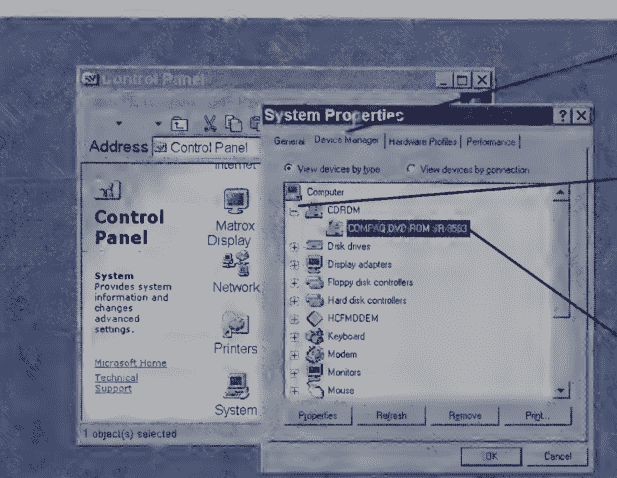 Control Panel
Address Control Panel
Internet
Control
Panel
System
Provides system
information and
changes
advanced
settings.
Microsoft Home
Technical
Support
Matrox
Display
Network
Printers
System
1 object(s) selected
System Properties
General Device Manager Hardware Profiles Performance
View devices by type View devices by connection
Computer
CDROM
COMPAQ DVD-ROM
Disk drives
Display adapters
Floppy disk controllers
Hard disk controllers
HCFMODEM
Keyboard
Modem
Monitors
Mouse
Properties Refresh Remove Print...
OK Cancel